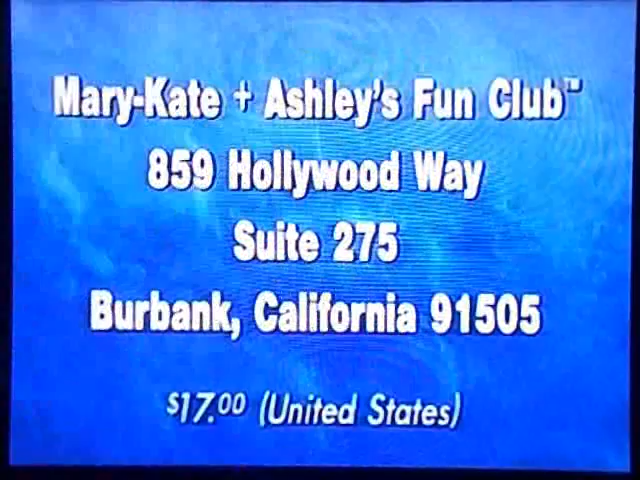 Mary-Kate + Ashley's Fun Club™
859 Hollywood Way
Suite 275
Burbank, California 91505
$17.00 (United States)